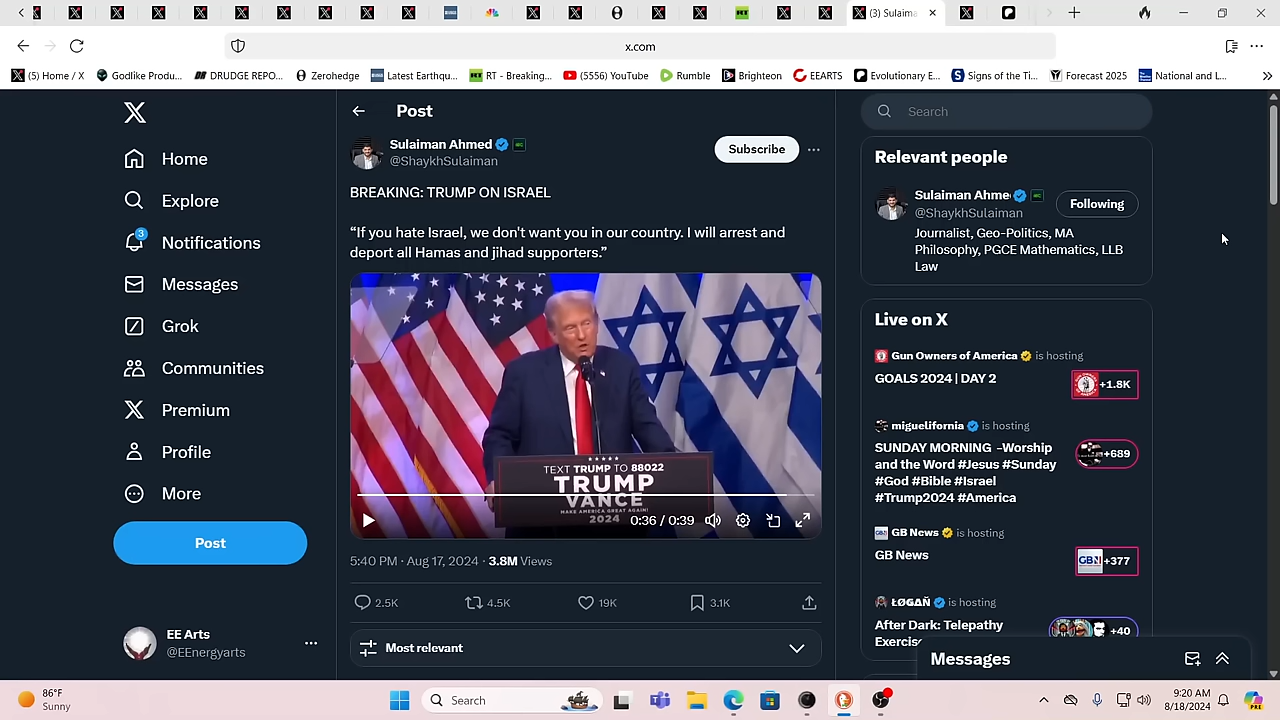 (3) Sulaima
x.com
(5) Home / X
Godlike Produ...
DRUDGE REPO...
Zerohedge
Latest Earthqu...
RT - Breaking...
(5556) YouTube
Rumble
Brighteon
EEARTS
Evolutionary E...
Signs of the Ti...
Forecast 2025
National and L...
Home
Explore
3
Notifications
Messages
Grok
Communities
Premium
Profile
More
Post
EE Arts
@EEnergyarts
Post
Sulaiman Ahmed
@ShaykhSulaiman
Subscribe
BREAKING: TRUMP ON ISRAEL
“If you hate Israel, we don't want you in our country. I will arrest and
deport all Hamas and jihad supporters.”
TEXT TRUMP TO 88022
TRUMP
VANCE
MAKE AMERICA GREAT AGAIN!
2024
0:36 / 0:39
5:40 PM · Aug 17, 2024 · 3.8M Views
2.5K
4.5K
19K
3.1K
Most relevant
Search
Relevant people
Sulaiman Ahme
@ShaykhSulaiman
Following
Journalist, Geo-Politics, MA
Philosophy, PGCE Mathematics, LLB
Law
Live on X
Gun Owners of America is hosting
GOALS 2024 | DAY 2
+1.8K
miguelifornia is hosting
SUNDAY MORNING -Worship
and the Word #Jesus #Sunday
#God #Bible #Israel
#Trump2024 #America
+689
GB News is hosting
GB News
GBN
+377
ŁØGΔŇ is hosting
After Dark: Telepathy
Exercise
+40
Messages
86°F
Sunny
Search
9:20 AM
8/18/2024
PRE